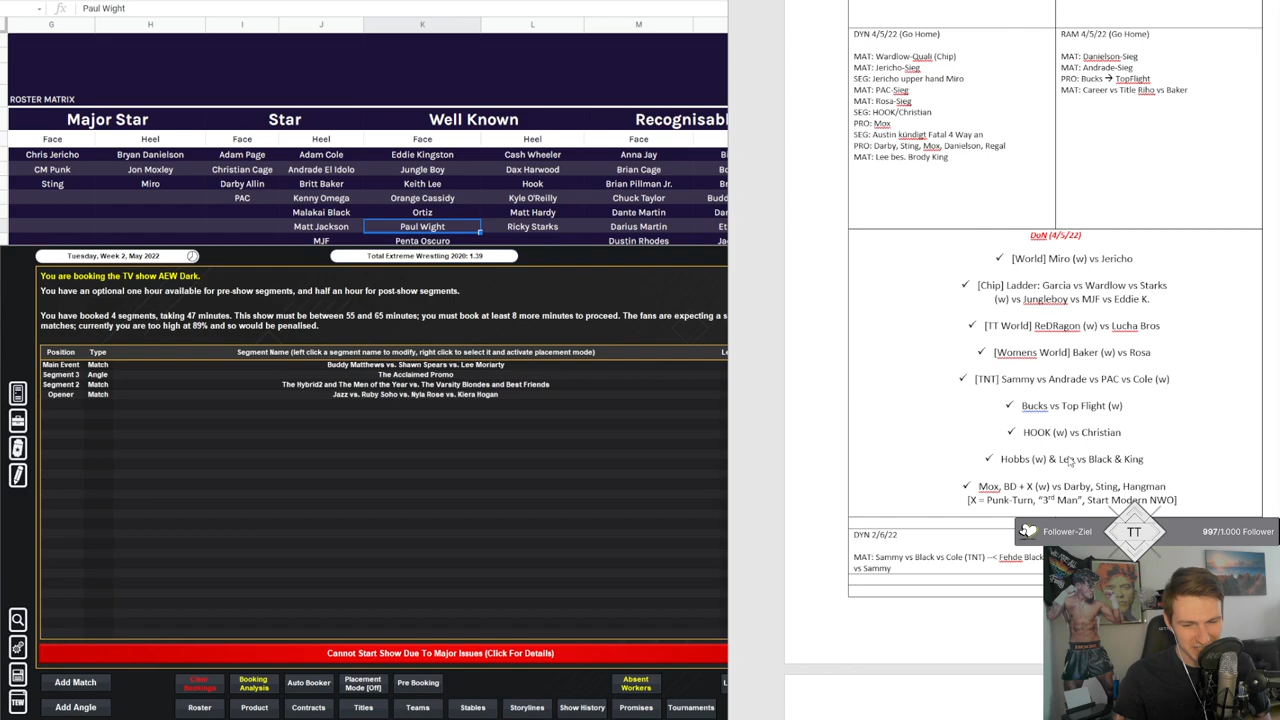 Paul Wight
G H I J K L M
ROSTER MATRIX
Major Star Star Well Known Recognisabl
Face Heel Face Heel Face Heel Face
Chris Jericho Bryan Danielson Adam Page Adam Cole Eddie Kingston Cash Wheeler Anna Jay
CM Punk Jon Moxley Christian Cage Andrade El Idolo Jungle Boy Dax Harwood Brian Cage
Sting Miro Darby Allin Britt Baker Keith Lee Hook Brian Pillman Jr.
PAC Kenny Omega Orange Cassidy Kyle O'Reilly Chuck Taylor
Malakai Black Ortiz Matt Hardy Dante Martin
Matt Jackson Paul Wight Ricky Starks Darius Martin
MJF Penta Oscuro Dustin Rhodes
Tuesday, Week 2, May 2022 Total Extreme Wrestling 2020: 1.39
You are booking the TV show AEW Dark.
You have an optional one hour available for pre-show segments, and half an hour for post-show segments.
You have booked 4 segments, taking 47 minutes. This show must be between 55 and 65 minutes; you must book at least 8 more minutes to proceed. The fans are expecting a s
matches; currently you are too high at 89% and so would be penalised.
Position Type Segment Name (left click a segment name to modify, right click to select it and activate placement mode) Le
Main Event Match Buddy Matthews vs. Shawn Spears vs. Lee Moriarty
Segment 3 Angle The Acclaimed Promo
Segment 2 Match The Hybrid2 and The Men of the Year vs. The Varsity Blondes and Best Friends
Opener Match Jazz vs. Ruby Soho vs. Nyla Rose vs. Kiera Hogan
Cannot Start Show Due To Major Issues (Click For Details)
Add Match Clear Bookings Booking Analysis Auto Booker Placement Mode [Off] Pre Booking Absent Workers
Add Angle Roster Product Contracts Titles Teams Stables Storylines Show History Promises Tournaments
TEW
DYN 4/5/22 (Go Home)
MAT: Wardlow-Quali (Chip)
MAT: Jericho-Sieg
SEG: Jericho upper hand Miro
MAT: PAC-Sieg
MAT: Rosa-Sieg
SEG: HOOK/Christian
PRO: Mox
SEG: Austin kündigt Fatal 4 Way an
PRO: Darby, Sting, Mox, Danielson, Regal
MAT: Lee bes. Brody King
RAM 4/5/22 (Go Home)
MAT: Danielson-Sieg
MAT: Andrade-Sieg
PRO: Bucks → TopFlight
MAT: Career vs Title Riho vs Baker
DoN (4/5/22)
✓ [World] Miro (w) vs Jericho
✓ [Chip] Ladder: Garcia vs Wardlow vs Starks
(w) vs Jungleboy vs MJF vs Eddie K.
✓ [TT World] ReDRagon (w) vs Lucha Bros
✓ [Womens World] Baker (w) vs Rosa
✓ [TNT] Sammy vs Andrade vs PAC vs Cole (w)
✓ Bucks vs Top Flight (w)
✓ HOOK (w) vs Christian
✓ Hobbs (w) & Lee vs Black & King
✓ Mox, BD + X (w) vs Darby, Sting, Hangman
[X = Punk-Turn, "3rd Man", Start Modern NWO]
DYN 2/6/22
MAT: Sammy vs Black vs Cole (TNT) --< Fehde Black
vs Sammy
Follower-Ziel TT 997/1.000 Follower